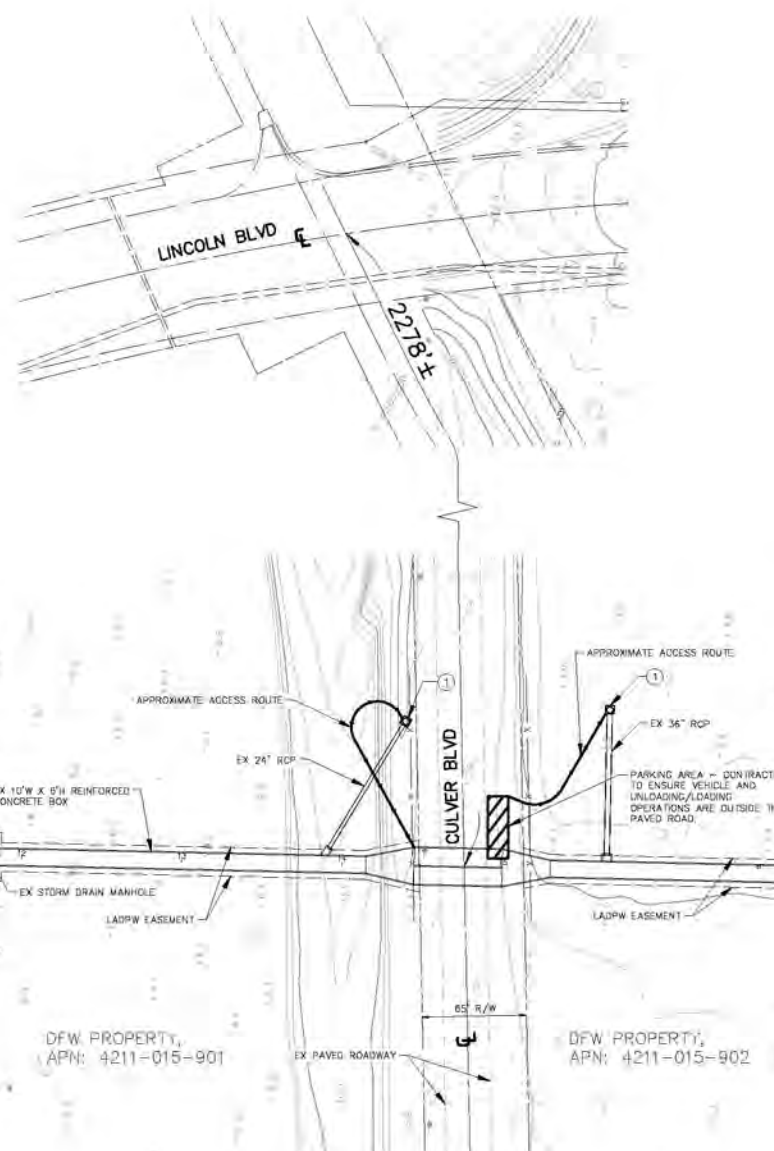 LINCOLN BLVD
2278'±
APPROXIMATE ACCESS ROUTE
1
APPROXIMATE ACCESS ROUTE
1
EX 36" RCP
EX 24" RCP
CULVER BLVD
PARKING AREA – CONTRACT
TO ENSURE VEHICLE AND
UNLOADING/LOADING
OPERATIONS ARE OUTSIDE TH
PAVED ROAD.
X 10'W X 6'H REINFORCED
ONCRETE BOX
EX STORM DRAIN MANHOLE
LADPW EASEMENT
LADPW EASEMENT
65' R/W
DFW PROPERTY,
APN: 4211-015-901
EX PAVED ROADWAY
DFW PROPERTY,
APN: 4211-015-902